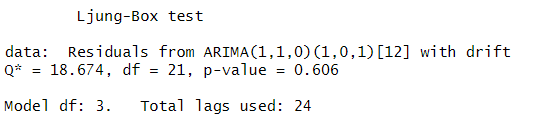 Ljung-Box test
data: Residuals from ARIMA(1,1,0)(1,0,1)[12] with drift
Q* = 18.674, df = 21, p-value = 0.606
Model df: 3. Total lags used: 24